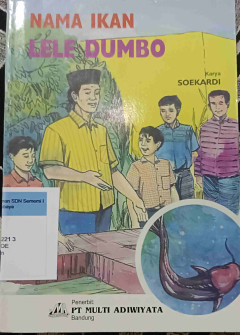 NAMA IKAN
LELE DUMBO
Karya
SOEKARDI
Penerbit:
PT MULTI ADIWIYATA
Bandung